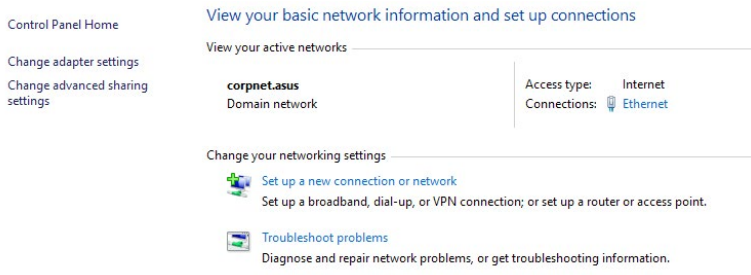 Control Panel Home
Change adapter settings
Change advanced sharing
settings
View your basic network information and set up connections
View your active networks
corpnet.asus
Domain network
Access type: Internet
Connections: Ethernet
Change your networking settings
Set up a new connection or network
Set up a broadband, dial-up, or VPN connection; or set up a router or access point.
Troubleshoot problems
Diagnose and repair network problems, or get troubleshooting information.